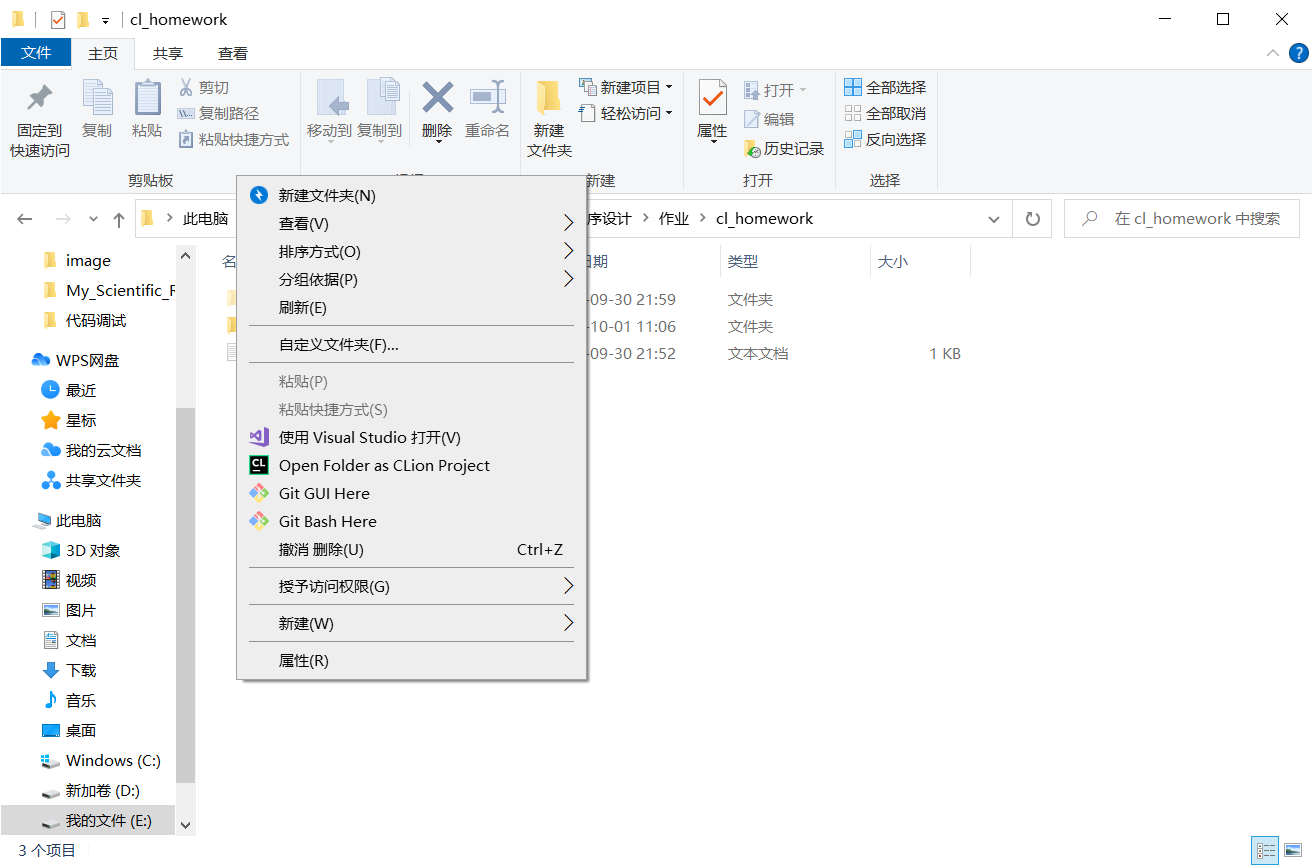 cl_homework
文件 主页 共享 查看
固定到
快速访问
复制
粘贴
剪切
复制路径
粘贴快捷方式
剪贴板
移动到
复制到
删除
重命名
新建
文件夹
新建项目
轻松访问
新建
属性
打开
编辑
历史记录
打开
全部选择
全部取消
反向选择
选择
此电脑
序设计 作业 cl_homework
在 cl_homework 中搜索
名
日期 类型 大小
-09-30 21:59 文件夹
-10-01 11:06 文件夹
-09-30 21:52 文本文档 1 KB
image
My_Scientific_R
代码调试
WPS网盘
最近
星标
我的云文档
共享文件夹
此电脑
3D 对象
视频
图片
文档
下载
音乐
桌面
Windows (C:)
新加卷 (D:)
我的文件 (E:)
新建文件夹(N)
查看(V)
排序方式(O)
分组依据(P)
刷新(E)
自定义文件夹(F)...
粘贴(P)
粘贴快捷方式(S)
使用 Visual Studio 打开(V)
Open Folder as CLion Project
Git GUI Here
Git Bash Here
撤消 删除(U) Ctrl+Z
授予访问权限(G)
新建(W)
属性(R)
3 个项目